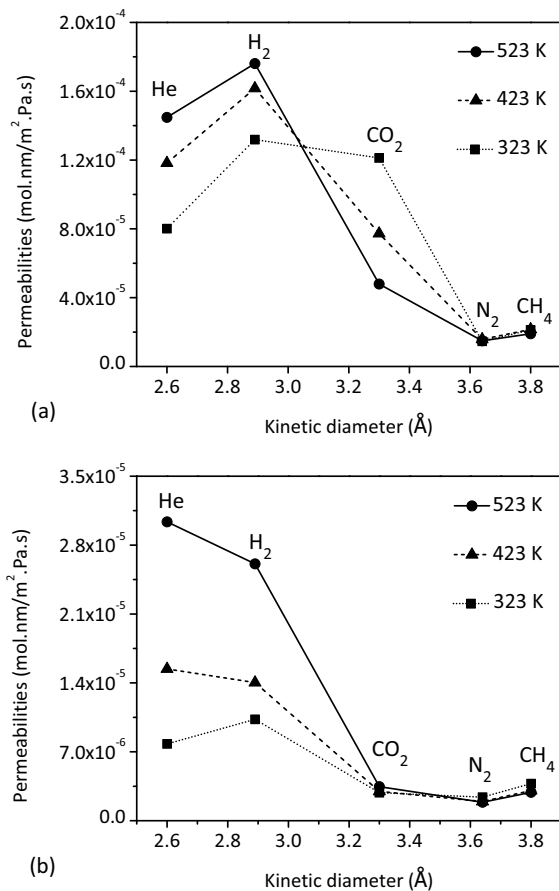 2.0x10⁻⁴
1.6x10⁻⁴
1.2x10⁻⁴
8.0x10⁻⁵
4.0x10⁻⁵
0.0
Permeabilities (mol.nm/m².Pa.s)
He
H₂
CO₂
N₂
CH₄
523 K
423 K
323 K
2.6 2.8 3.0 3.2 3.4 3.6 3.8
Kinetic diameter (Å)
(a)
3.5x10⁻⁵
2.8x10⁻⁵
2.1x10⁻⁵
1.4x10⁻⁵
7.0x10⁻⁶
0.0
Permeabilities (mol.nm/m².Pa.s)
He
H₂
CO₂
N₂
CH₄
523 K
423 K
323 K
2.6 2.8 3.0 3.2 3.4 3.6 3.8
Kinetic diameter (Å)
(b)